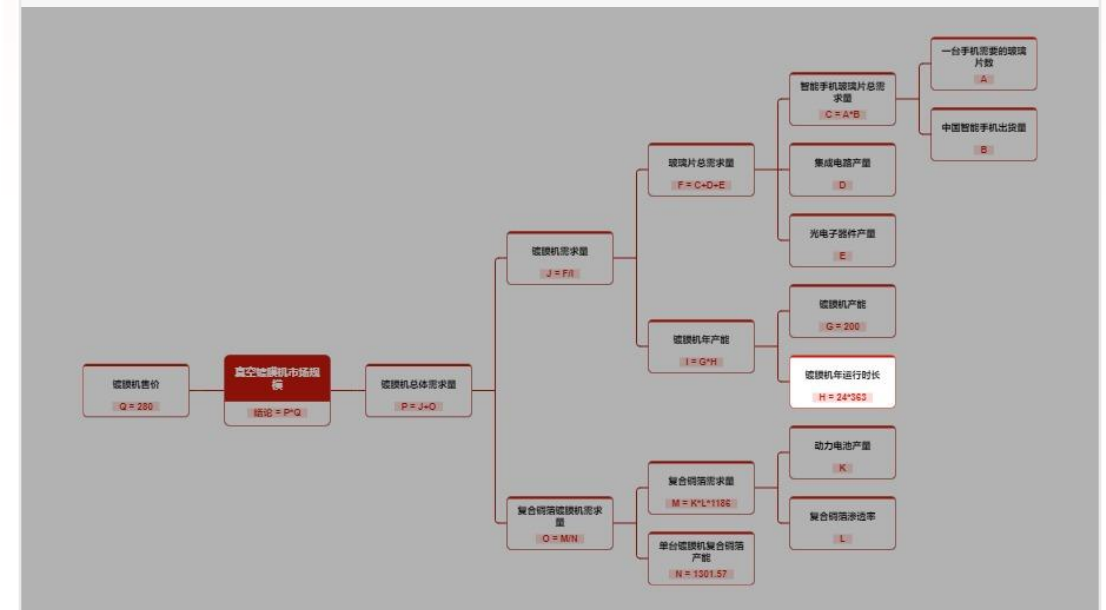 一台手机需要的玻璃
片数
A
智能手机玻璃片总需
求量
C = A*B
中国智能手机出货量
B
玻璃片总需求量
F = C+D+E
集成电路产量
D
光电子器件产量
E
镀膜机需求量
J = F/I
镀膜机产能
G = 200
镀膜机年产能
I = G*H
镀膜机年运行时长
H = 24*363
镀膜机售价
Q = 280
真空镀膜机市场规
模
结论 = P*Q
镀膜机总体需求量
P = J+O
动力电池产量
K
复合铜箔需求量
M = K*L*1186
复合铜箔镀膜机需求
量
O = M/N
复合铜箔渗透率
L
单台镀膜机复合铜箔
产能
N = 1301.57